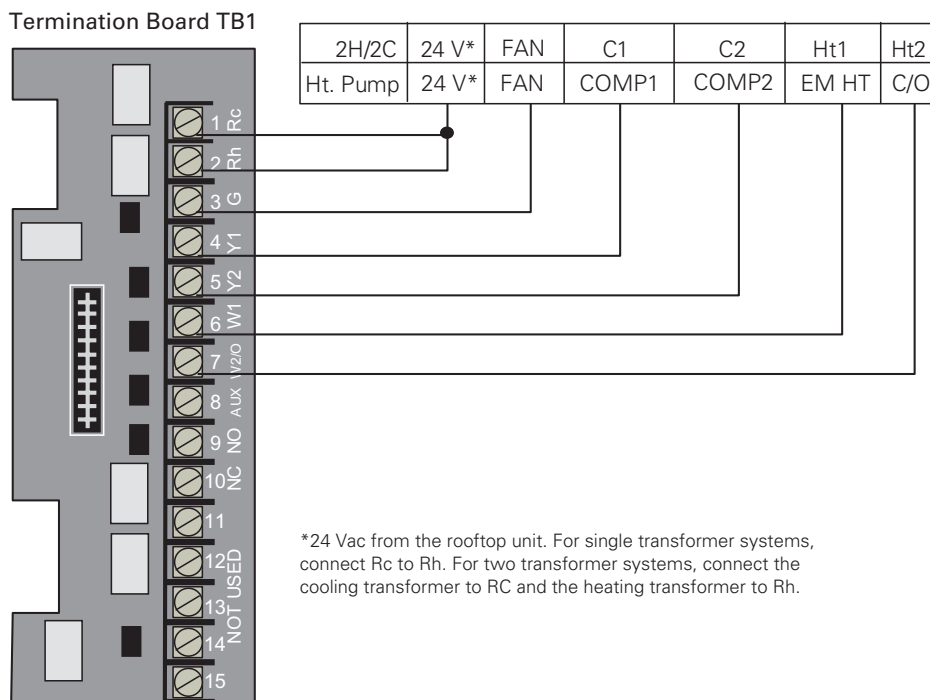 Termination Board TB1
2H/2C 24 V* FAN C1 C2 Ht1 Ht2
Ht. Pump 24 V* FAN COMP1 COMP2 EM HT C/O
1 Rc
2 Rh
3 G
4 Y1
5 Y2
6 W1
7 W2/O
8 AUX
9 NO
10 NC
11
12
13
14
15
NOT USED
*24 Vac from the rooftop unit. For single transformer systems,
connect Rc to Rh. For two transformer systems, connect the
cooling transformer to RC and the heating transformer to Rh.